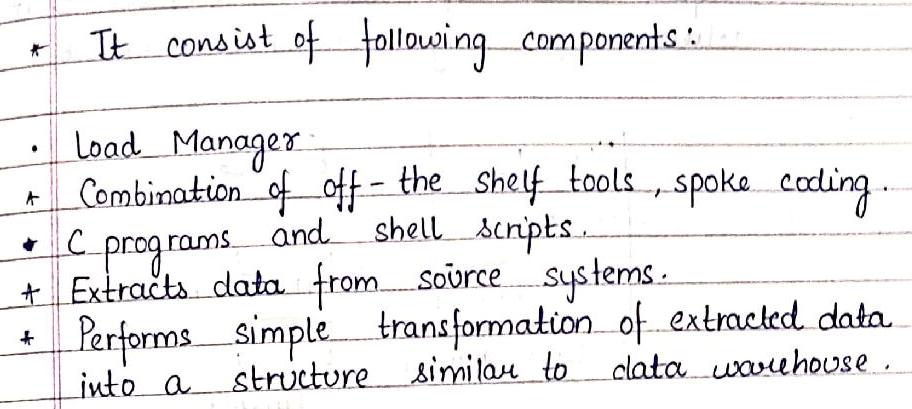 * It consist of following components:
• Load Manager
* Combination of off-the shelf tools, spoke coding.
* C programs and shell scripts.
* Extracts data from source systems.
* Performs simple transformation of extracted data
into a structure similar to data warehouse.